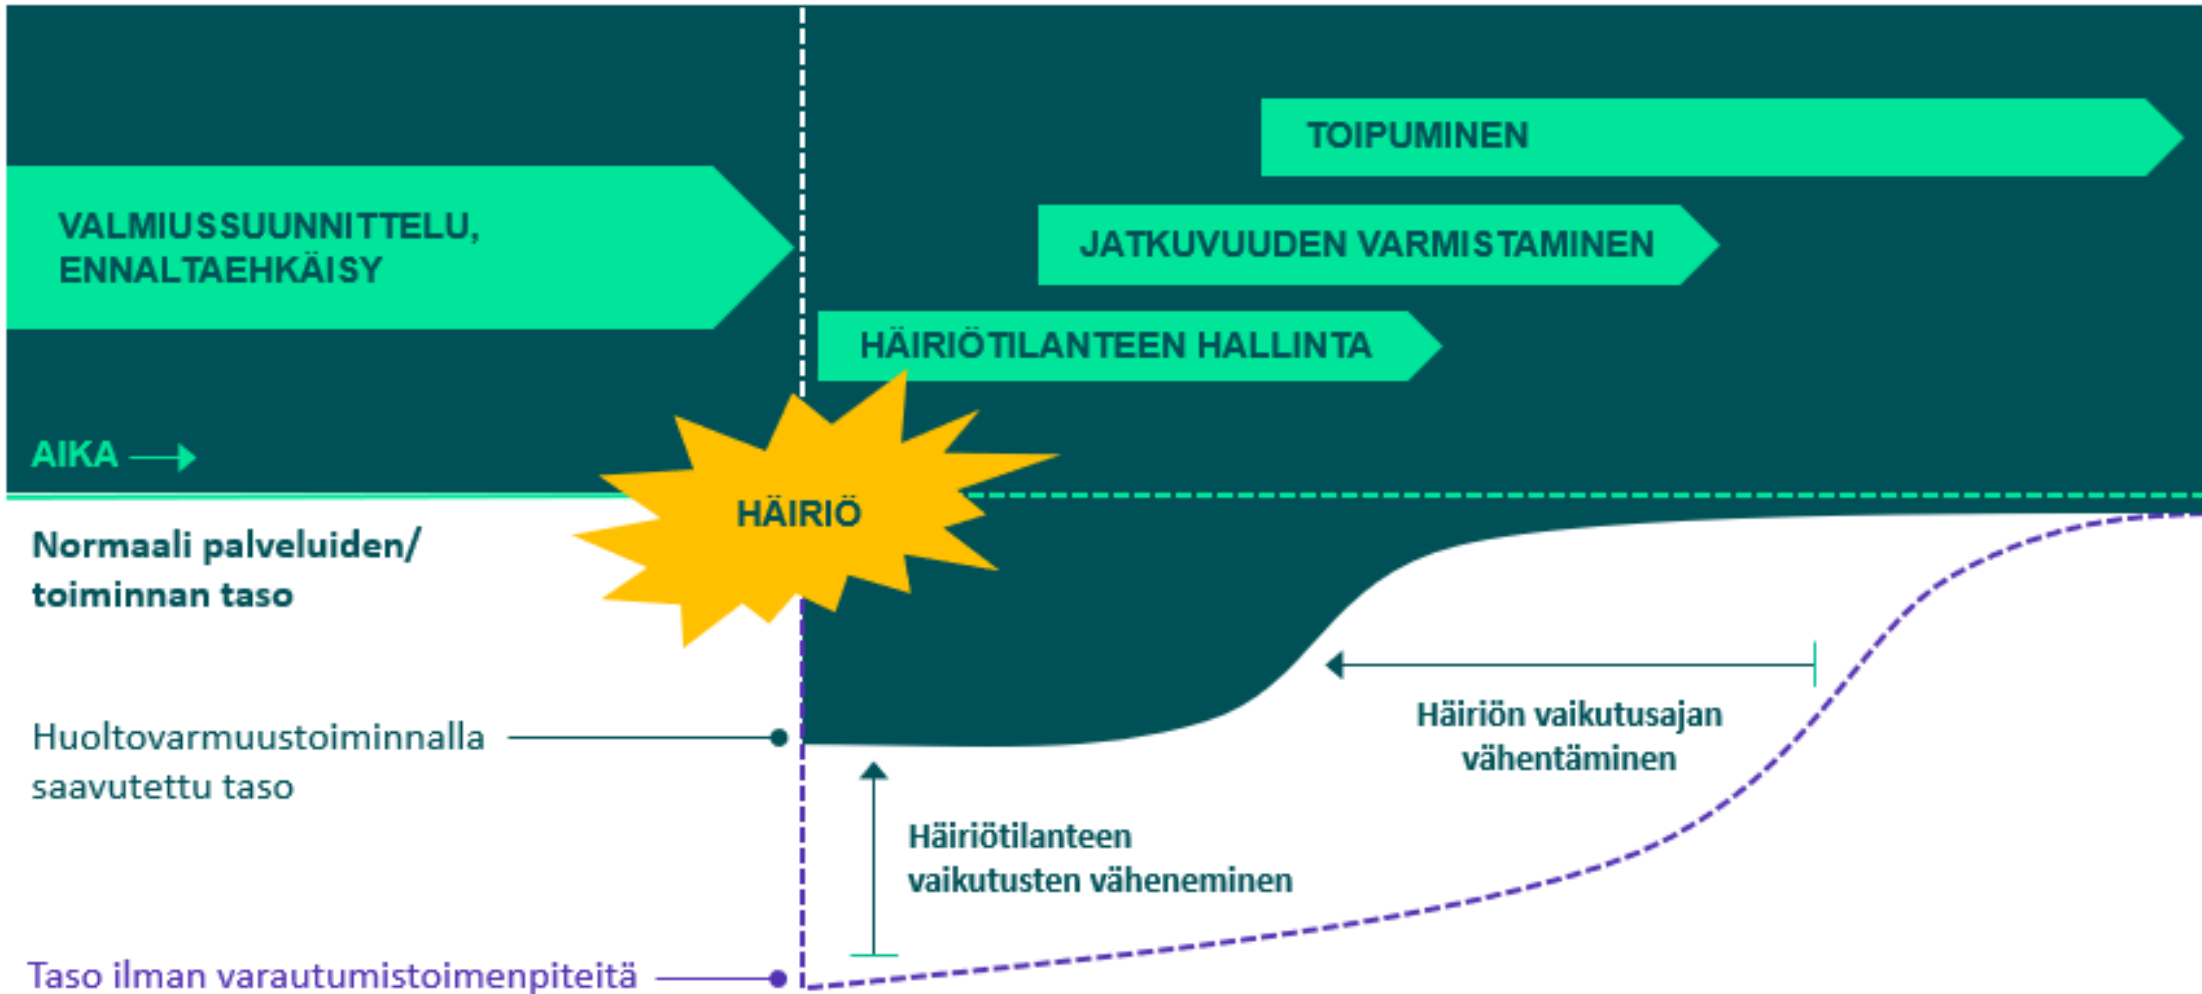 TOIPUMINEN
VALMIUSSUUNNITTELU,
ENNALTAEHKÄISY
JATKUVUUDEN VARMISTAMINEN
HÄIRIÖTILANTEEN HALLINTA
AIKA
HÄIRIÖ
Normaali palveluiden/
toiminnan taso
Huoltovarmuustoiminnalla
saavutettu taso
Häiriön vaikutusajan
vähentäminen
Häiriötilanteen
vaikutusten väheneminen
Taso ilman varautumistoimenpiteitä